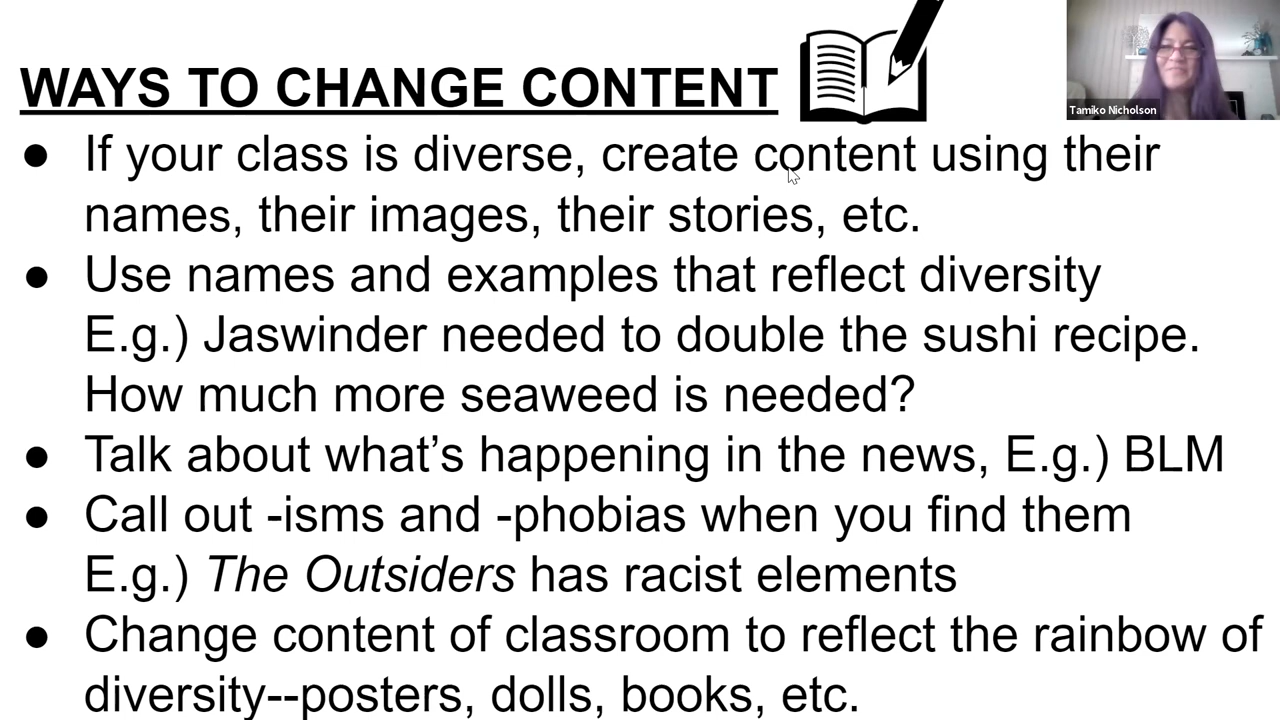 WAYS TO CHANGE CONTENT
Tamiko Nicholson
● If your class is diverse, create content using their
names, their images, their stories, etc.
● Use names and examples that reflect diversity
E.g.) Jaswinder needed to double the sushi recipe.
How much more seaweed is needed?
● Talk about what’s happening in the news, E.g.) BLM
● Call out -isms and -phobias when you find them
E.g.) The Outsiders has racist elements
● Change content of classroom to reflect the rainbow of
diversity--posters, dolls, books, etc.